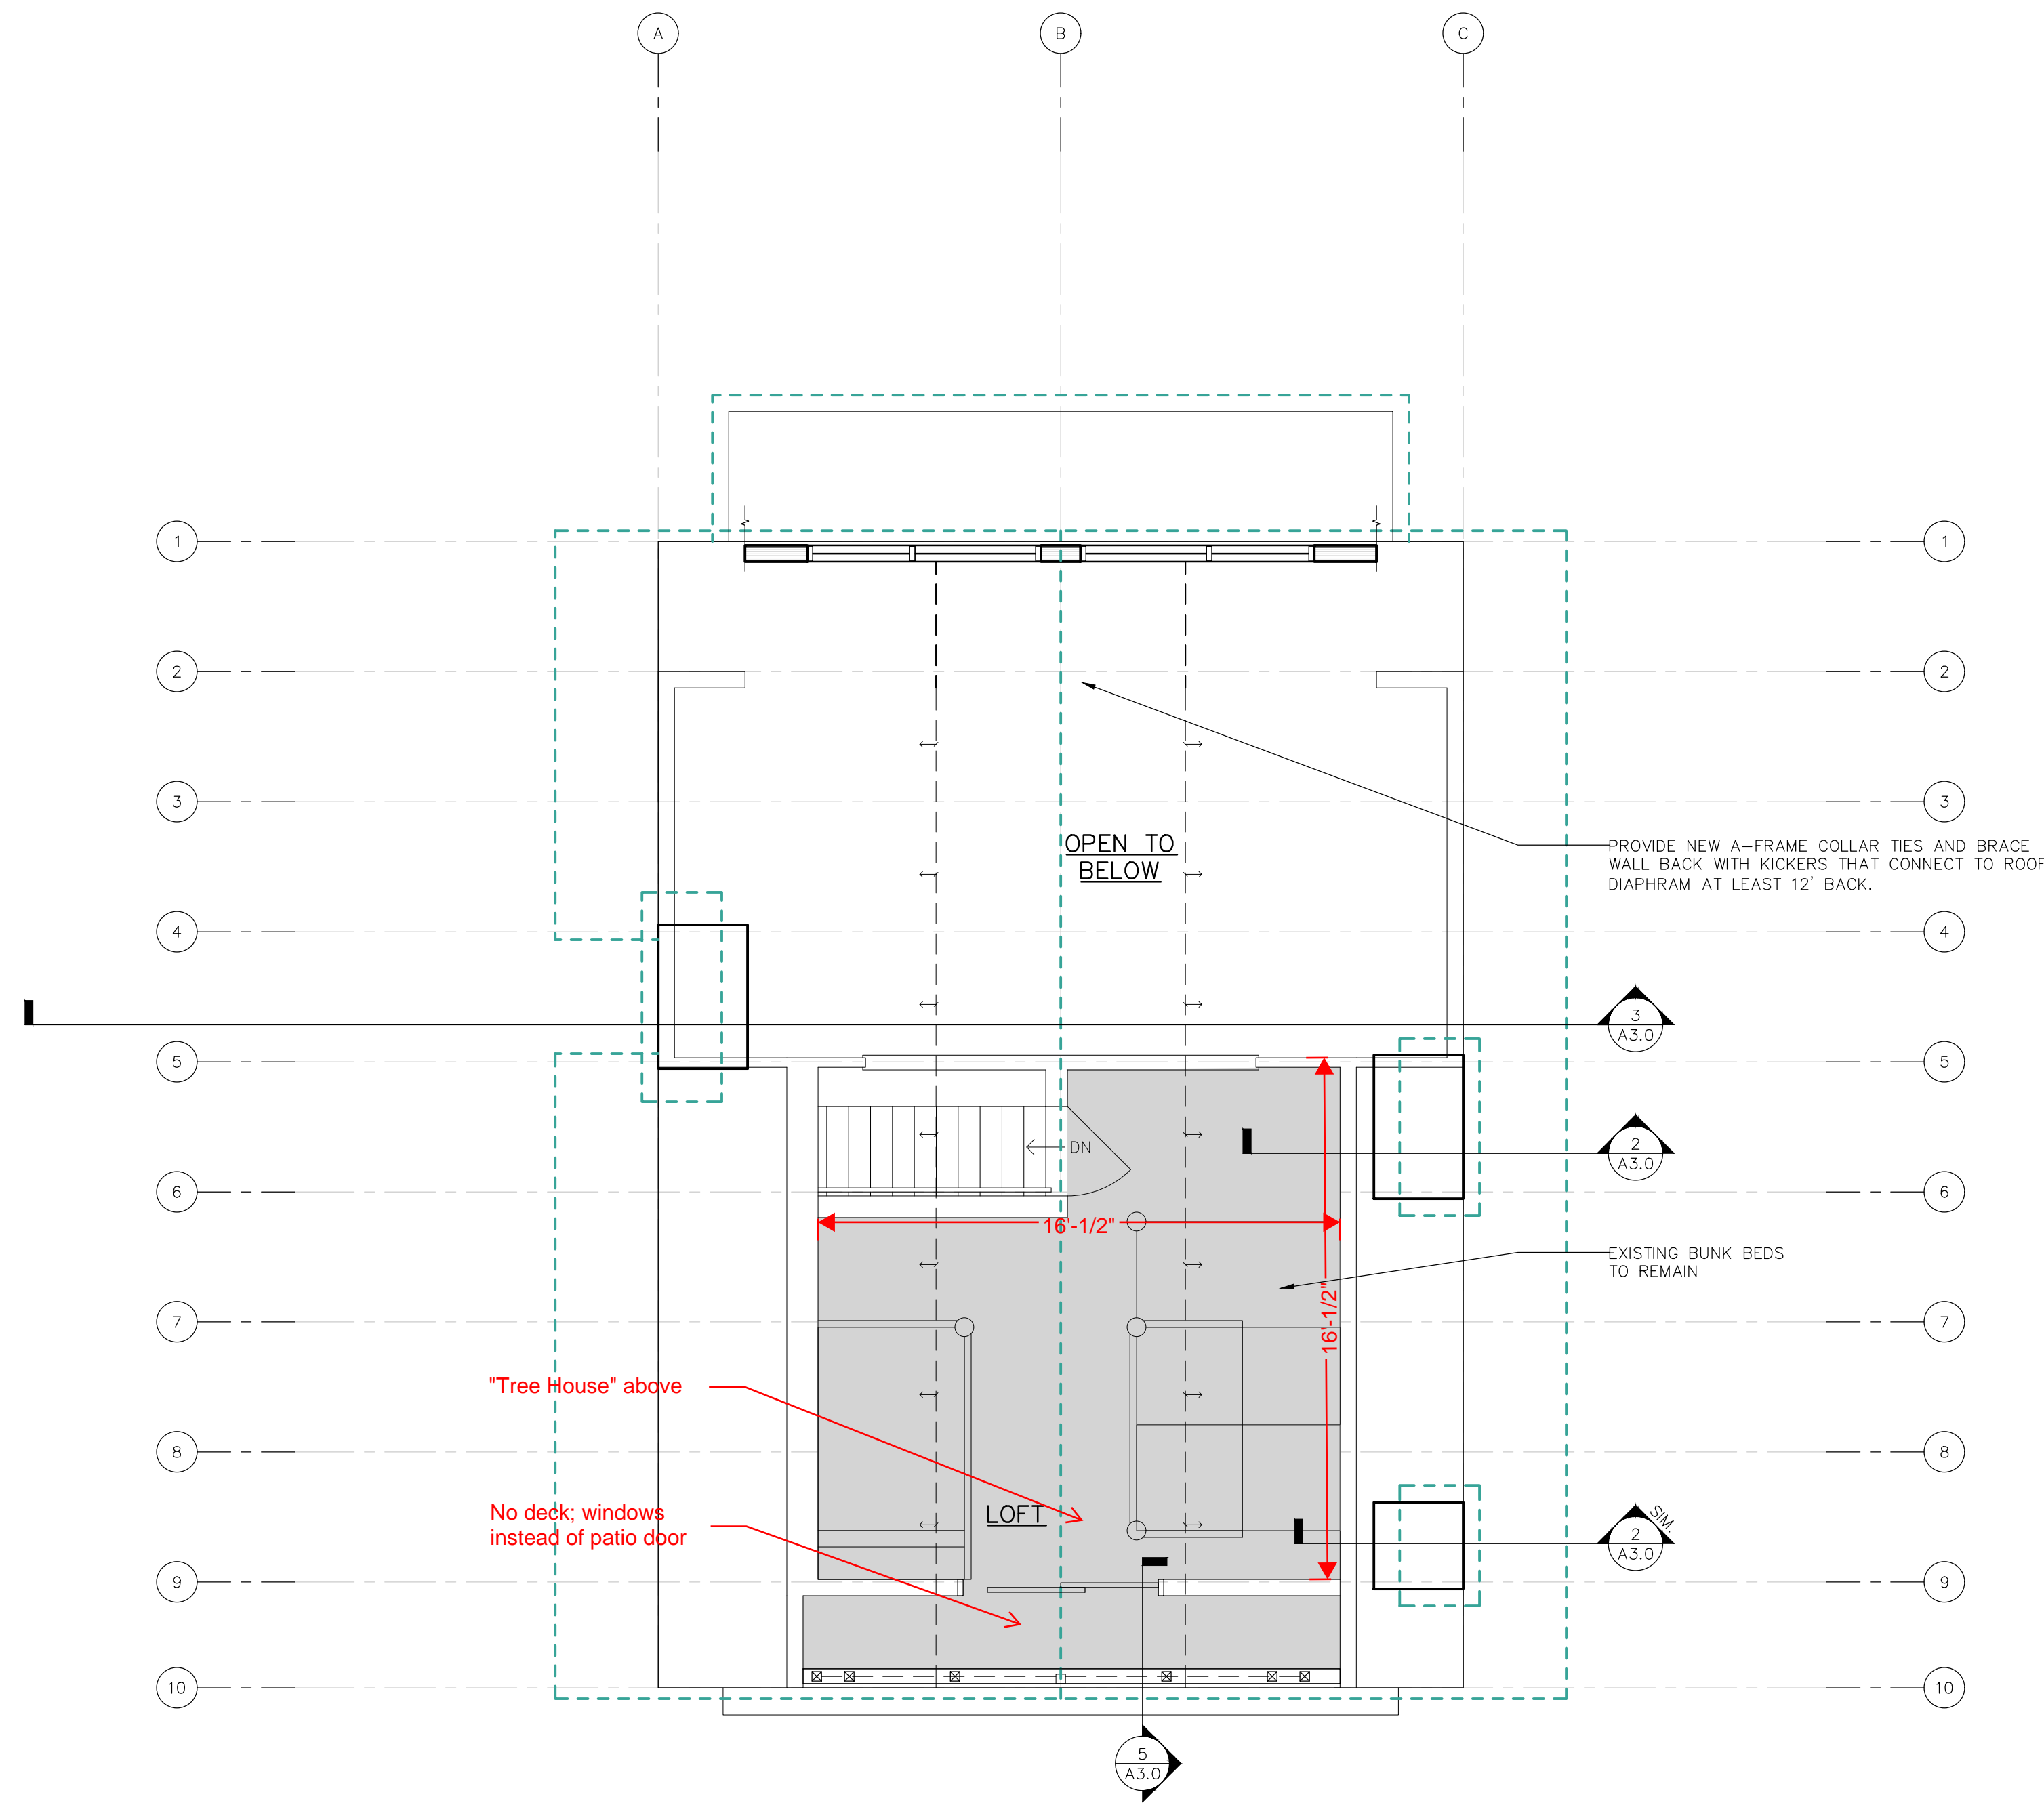 A
B
C
1
1
2
2
3
3
OPEN TO
BELOW
PROVIDE NEW A-FRAME COLLAR TIES AND BRACE
WALL BACK WITH KICKERS THAT CONNECT TO ROOF
DIAPHRAM AT LEAST 12' BACK.
4
4
3
A3.0
5
5
DN
2
A3.0
6
6
16'-1/2"
EXISTING BUNK BEDS
TO REMAIN
16'-1/2"
7
7
"Tree House" above
8
8
No deck; windows
instead of patio door
LOFT
SIM.
2
A3.0
9
9
10
10
5
A3.0